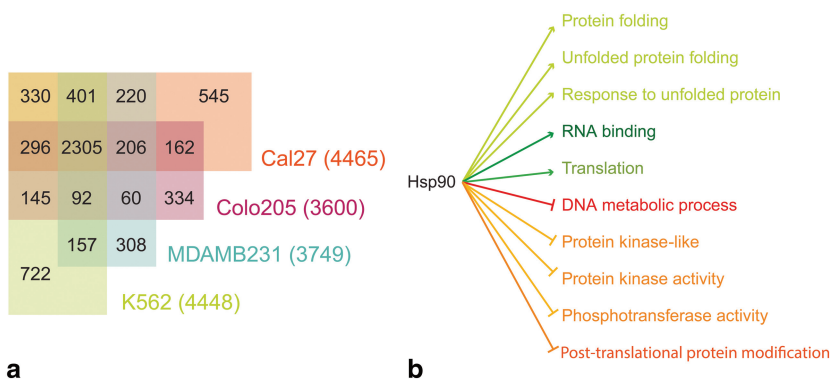 330 401 220 545
296 2305 206 162
Cal27 (4465)
145 92 60 334
Colo205 (3600)
157 308
MDAMB231 (3749)
722
K562 (4448)
a
Hsp90
Protein folding
Unfolded protein folding
Response to unfolded protein
RNA binding
Translation
DNA metabolic process
Protein kinase-like
Protein kinase activity
Phosphotransferase activity
Post-translational protein modification
b